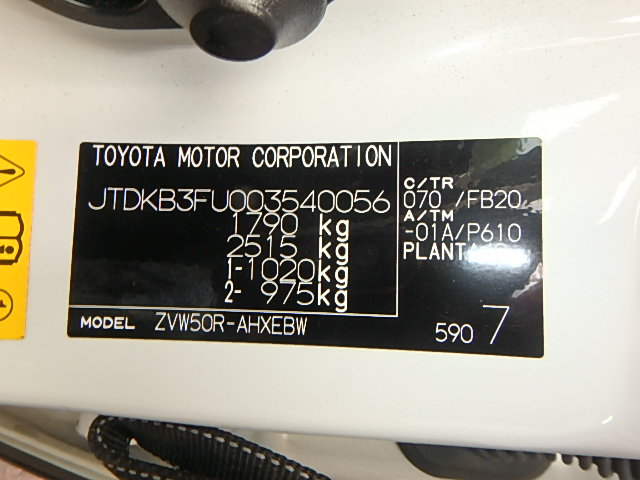 TOYOTA MOTOR CORPORATION
JTDKB3FU003540056
1790 kg
2515 kg
1-1020kg
2- 975kg
C/TR
070 /FB20
A/TM
-01A/P610
PLANT
MODEL ZVW50R-AHXEBW
590 7